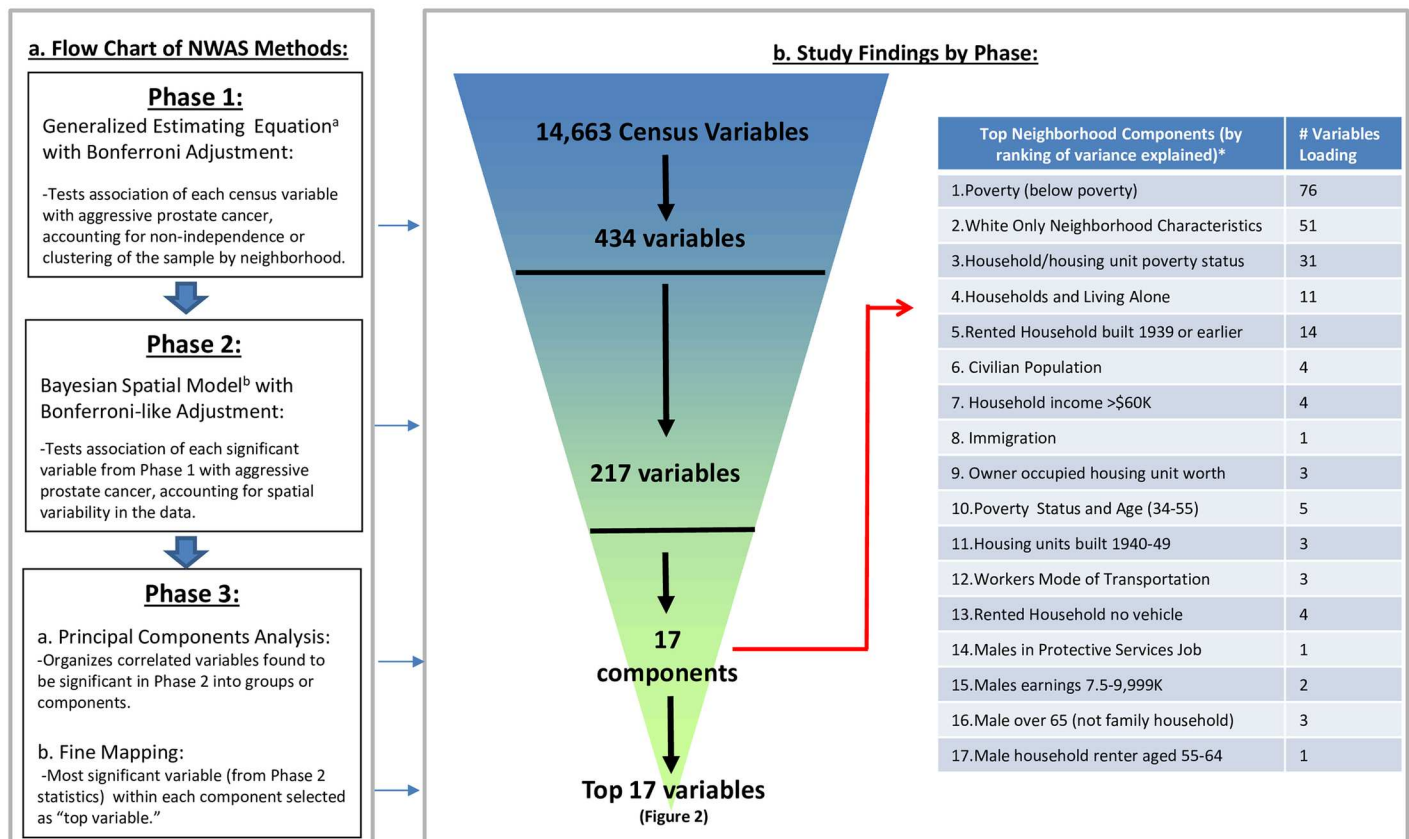 a. Flow Chart of NWAS Methods:
Phase 1:
Generalized Estimating Equationa
with Bonferroni Adjustment:
-Tests association of each census variable
with aggressive prostate cancer,
accounting for non-independence or
clustering of the sample by neighborhood.
Phase 2:
Bayesian Spatial Modelb with
Bonferroni-like Adjustment:
-Tests association of each significant
variable from Phase 1 with aggressive
prostate cancer, accounting for spatial
variability in the data.
Phase 3:
a. Principal Components Analysis:
-Organizes correlated variables found to
be significant in Phase 2 into groups or
components.
b. Fine Mapping:
-Most significant variable (from Phase 2
statistics) within each component selected
as “top variable.”
b. Study Findings by Phase:
14,663 Census Variables
434 variables
217 variables
17
components
Top 17 variables
(Figure 2)
Top Neighborhood Components (by
ranking of variance explained)*
# Variables
Loading
1.Poverty (below poverty) 76
2.White Only Neighborhood Characteristics 51
3.Household/housing unit poverty status 31
4.Households and Living Alone 11
5.Rented Household built 1939 or earlier 14
6. Civilian Population 4
7. Household income >$60K 4
8. Immigration 1
9. Owner occupied housing unit worth 3
10.Poverty Status and Age (34-55) 5
11.Housing units built 1940-49 3
12.Workers Mode of Transportation 3
13.Rented Household no vehicle 4
14.Males in Protective Services Job 1
15.Males earnings 7.5-9,999K 2
16.Male over 65 (not family household) 3
17.Male household renter aged 55-64 1